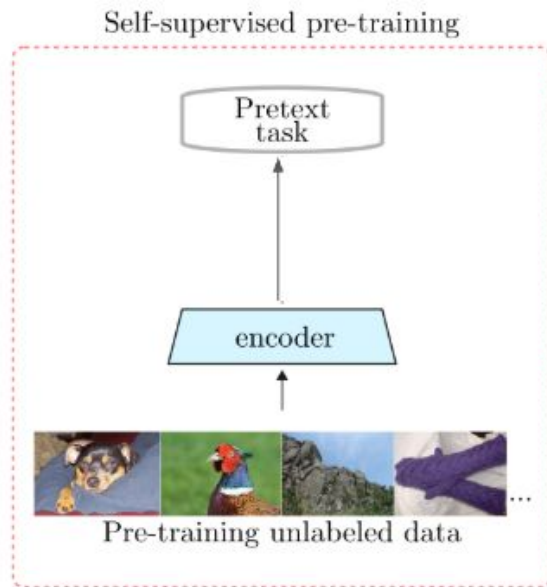 Self-supervised pre-training
Pretext
task
encoder
...
Pre-training unlabeled data